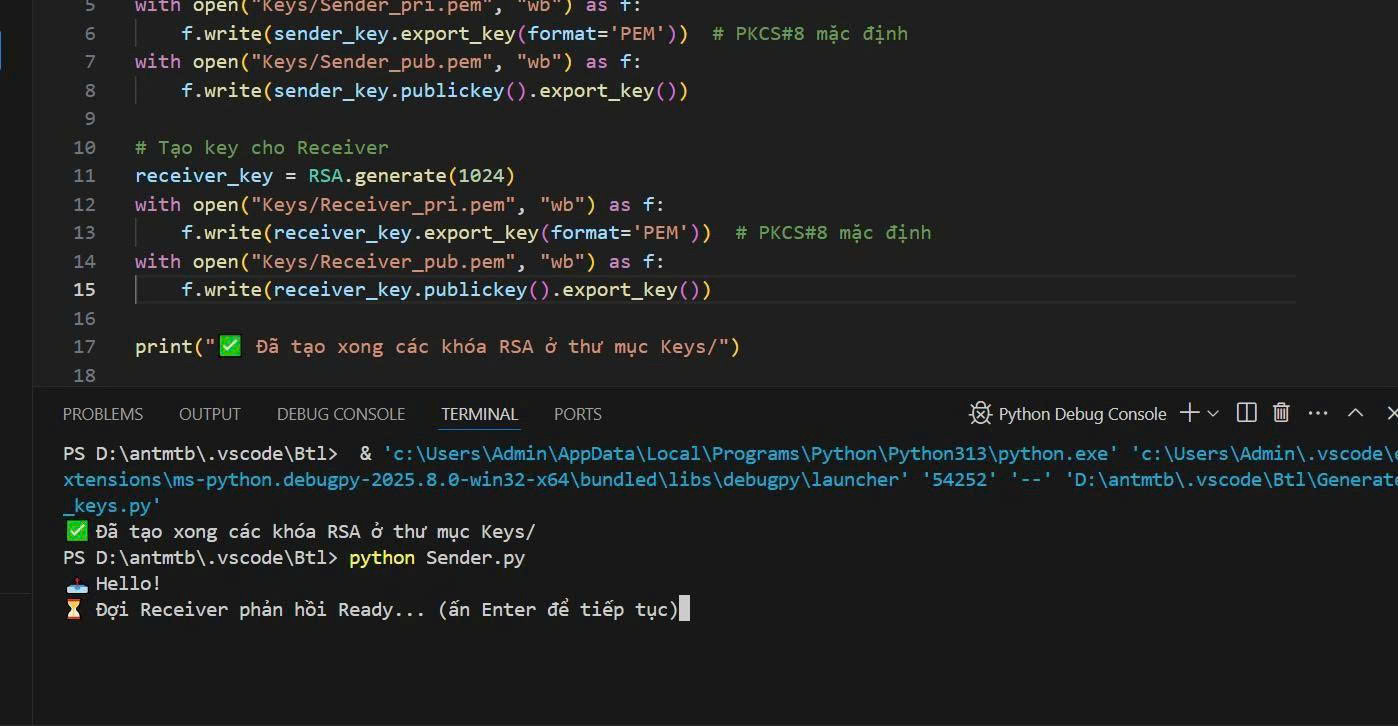 5 with open("Keys/Sender_pri.pem", "wb") as f:
6 f.write(sender_key.export_key(format='PEM')) # PKCS#8 mặc định
7 with open("Keys/Sender_pub.pem", "wb") as f:
8 f.write(sender_key.publickey().export_key())
9
10 # Tạo key cho Receiver
11 receiver_key = RSA.generate(1024)
12 with open("Keys/Receiver_pri.pem", "wb") as f:
13 f.write(receiver_key.export_key(format='PEM')) # PKCS#8 mặc định
14 with open("Keys/Receiver_pub.pem", "wb") as f:
15 f.write(receiver_key.publickey().export_key())
16
17 print("✅ Đã tạo xong các khóa RSA ở thư mục Keys/")
18
PROBLEMS OUTPUT DEBUG CONSOLE TERMINAL PORTS Python Debug Console
PS D:\antmtb\.vscode\Btl> & 'c:\Users\Admin\AppData\Local\Programs\Python\Python313\python.exe' 'c:\Users\Admin\.vscode\e
xtensions\ms-python.debugpy-2025.8.0-win32-x64\bundled\libs\debugpy\launcher' '54252' '--' 'D:\antmtb\.vscode\Btl\Generate
_keys.py'
✅ Đã tạo xong các khóa RSA ở thư mục Keys/
PS D:\antmtb\.vscode\Btl> python Sender.py
📤 Hello!
⏳ Đợi Receiver phản hồi Ready... (ấn Enter để tiếp tục)